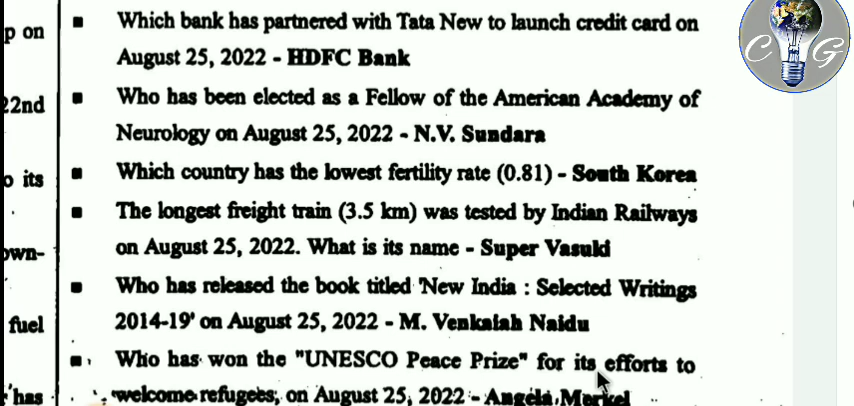 p on
22nd
o its
own-
fuel
has
Which bank has partnered with Tata New to launch credit card on
August 25, 2022 - HDFC Bank
Who has been elected as a Fellow of the American Academy of
Neurology on August 25, 2022 - N.V. Sundara
Which country has the lowest fertility rate (0.81) - South Korea
The longest freight train (3.5 km) was tested by Indian Railways
on August 25, 2022. What is its name - Super Vasuki
Who has released the book titled 'New India : Selected Writings
2014-19' on August 25, 2022 - M. Venkaiah Naidu
Who has won the "UNESCO Peace Prize" for its efforts to
welcome refugees, on August 25, 2022 - Angela Merkel
C G